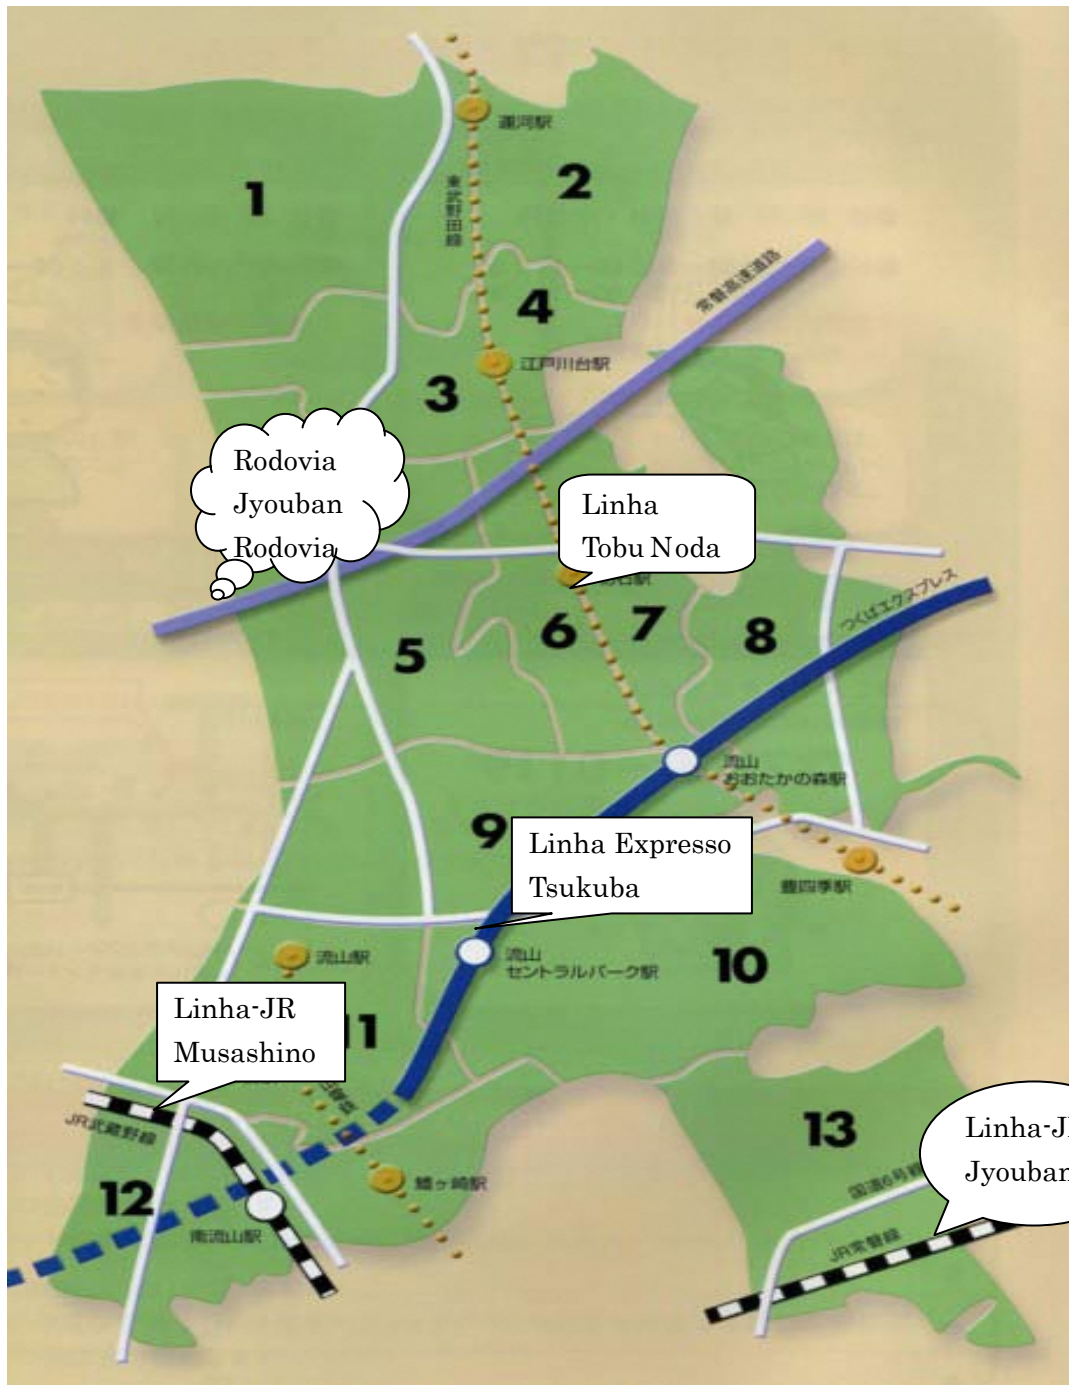 運河駅
1
2
東武野田線
常磐高速道路
4
江戸川台駅
3
Rodovia
Jyouban
Rodovia
Linha
Tobu Noda
つくばエクスプレス
5
6
7
8
流山
おおたかの森駅
9
Linha Expresso
Tsukuba
豊四季駅
流山駅
流山
セントラルパーク駅
10
Linha-JR
Musashino
11
JR武蔵野線
13
Linha-J
Jyouban
12
鰭ヶ崎駅
国道6号線
南流山駅
JR常磐線